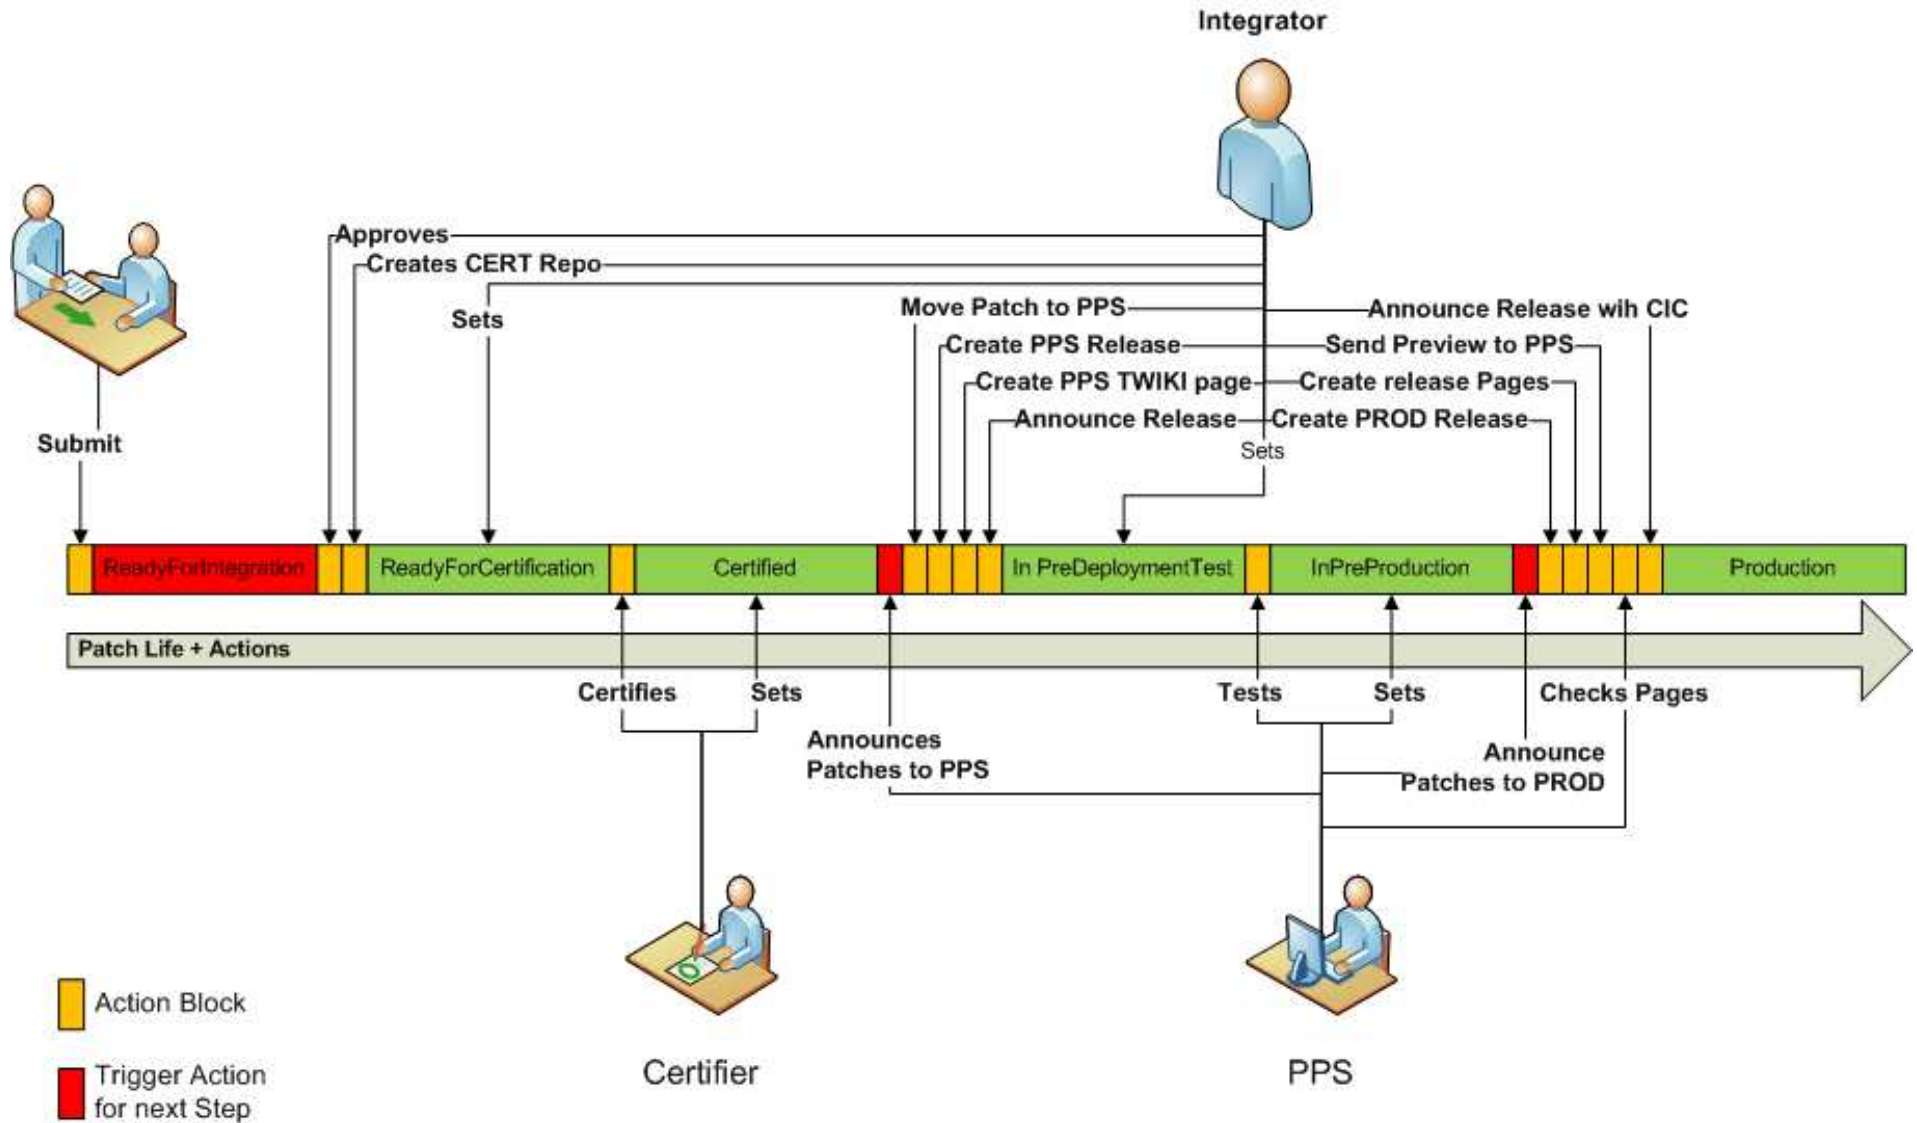 Integrator
Approves
Creates CERT Repo
Sets
Move Patch to PPS
Announce Release wih CIC
Create PPS Release
Send Preview to PPS
Create PPS TWIKI page
Create release Pages
Announce Release
Create PROD Release
Submit
Sets
ReadyForIntegration
ReadyForCertification
Certified
In PreDeploymentTest
InPreProduction
Production
Patch Life + Actions
Certifies
Sets
Tests
Sets
Checks Pages
Announces
Patches to PPS
Announce
Patches to PROD
Action Block
Trigger Action
for next Step
Certifier
PPS